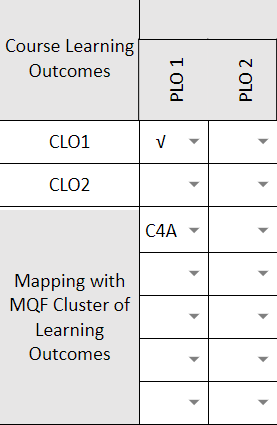 Course Learning
Outcomes
PLO 1
PLO 2
CLO1
√
CLO2
Mapping with
MQF Cluster of
Learning
Outcomes
C4A